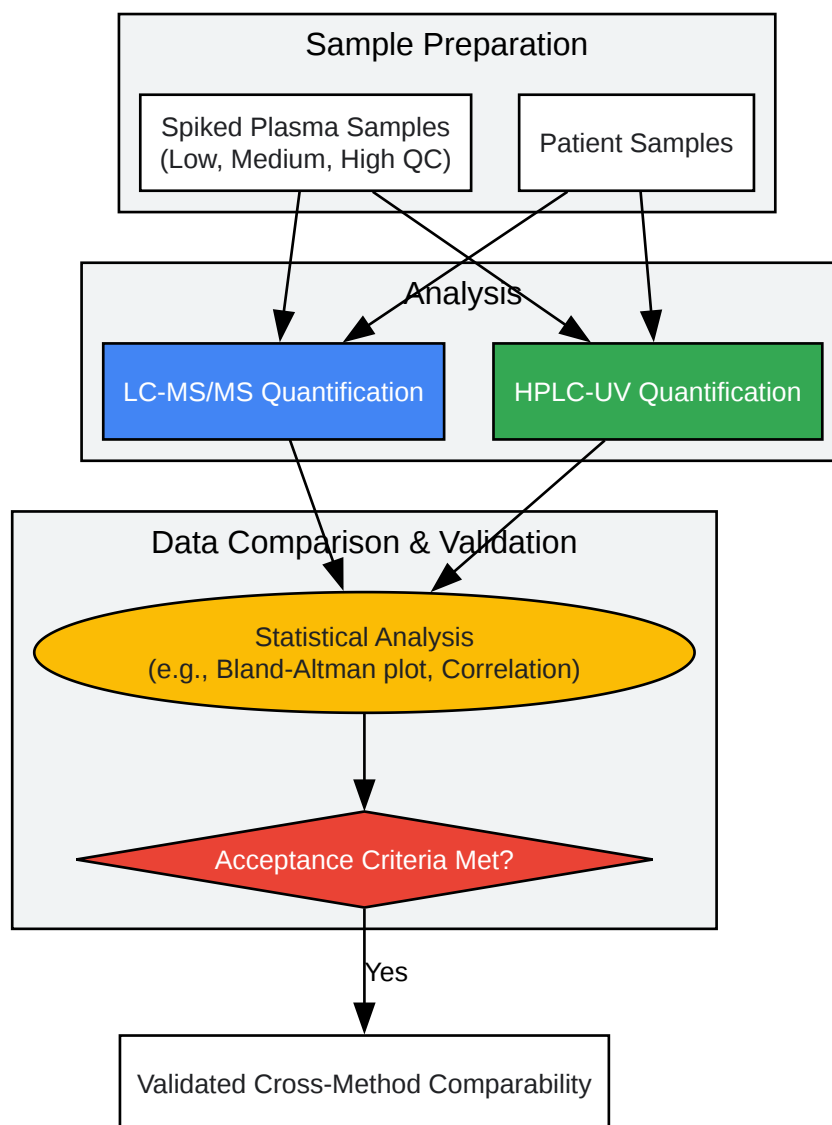 Sample Preparation
Spiked Plasma Samples
(Low, Medium, High QC)
Patient Samples
Analysis
LC-MS/MS Quantification
HPLC-UV Quantification
Data Comparison & Validation
Statistical Analysis
(e.g., Bland-Altman plot, Correlation)
Acceptance Criteria Met?
Yes
Validated Cross-Method Comparability